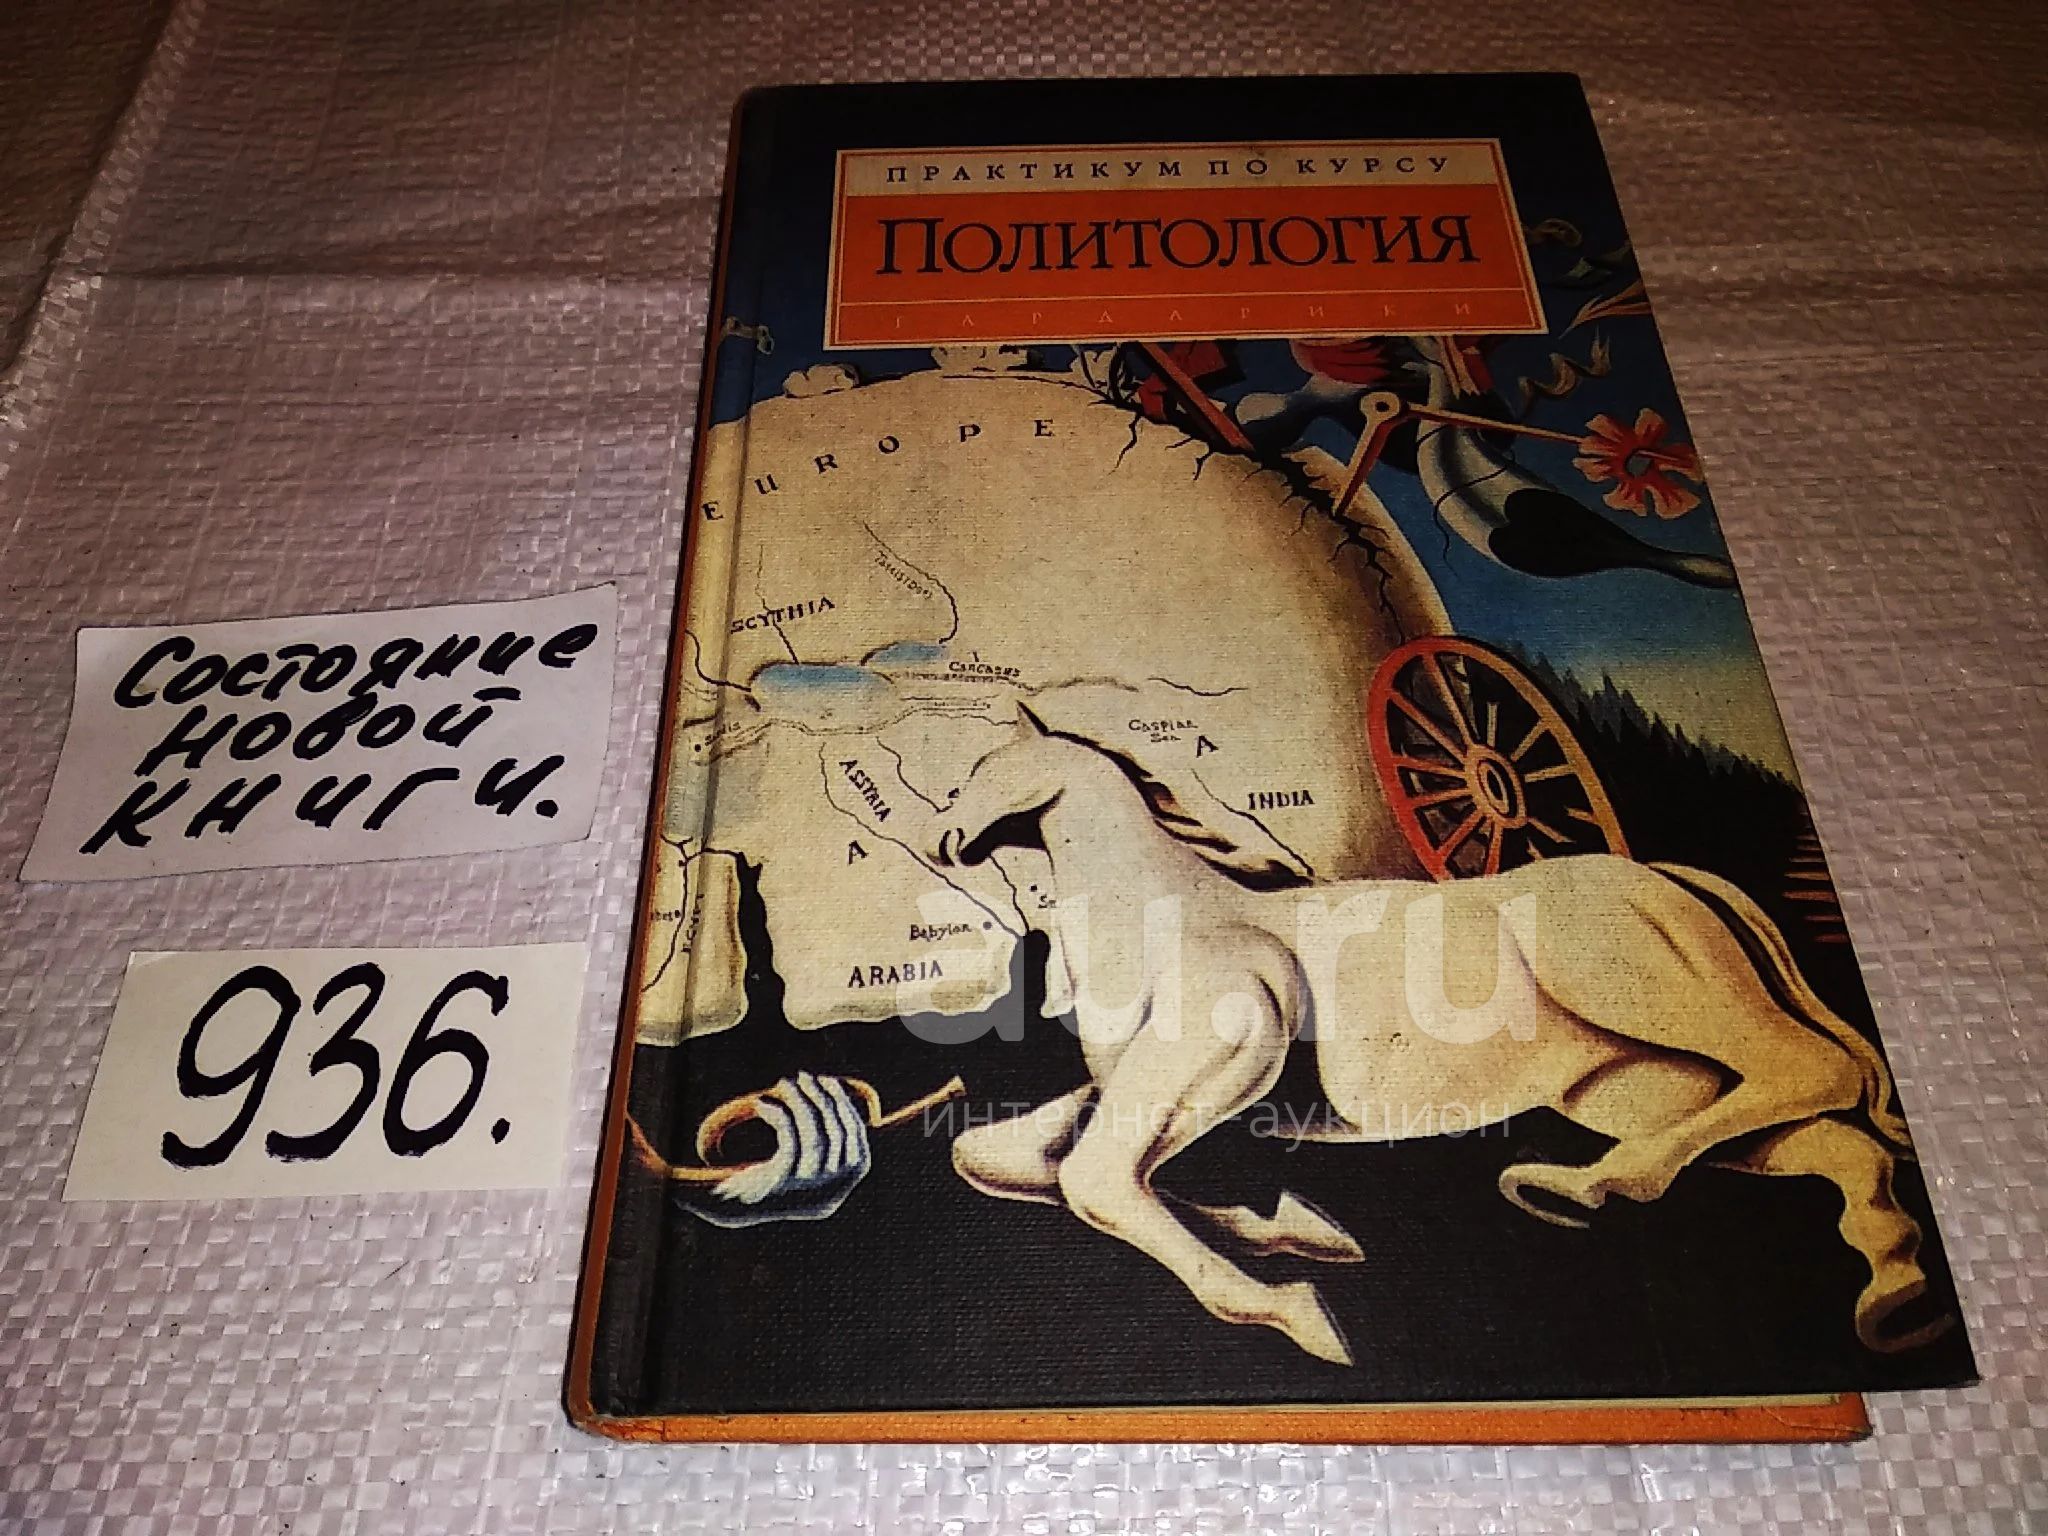 ПРАКТИКУМ ПО КУРСУ
ПОЛИТОЛОГИЯ
ГАРДАРИКИ
EUROPE
SCYTHIA
CAUCASUS
CASPIAN
SEA
A
ASSYRIA
INDIA
A
Babylon
ARABIA
Состояние
новой
книги.
936.
au.ru
интернет-аукцион